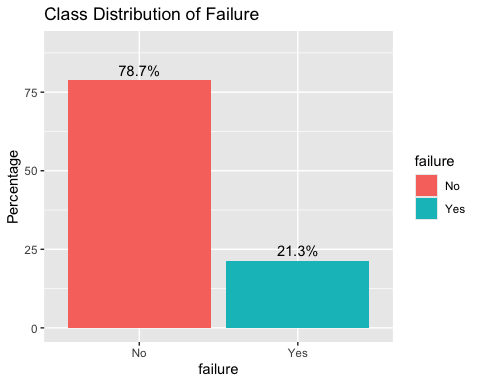 Class Distribution of Failure
78.7%
21.3%
75
50
25
0
Percentage
No
Yes
failure
failure
No
Yes